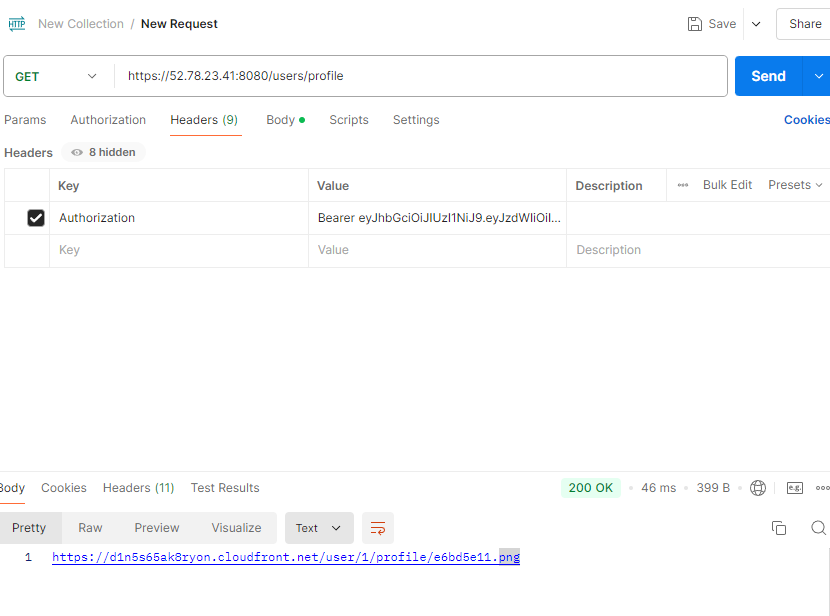 HTTP New Collection / New Request Save Share
GET https://52.78.23.41:8080/users/profile Send
Params Authorization Headers (9) Body Scripts Settings Cookies
Headers 8 hidden
Key Value Description Bulk Edit Presets
Authorization Bearer eyJhbGciOiJIUzI1NiJ9.eyJzdWIiOiI...
Key Value Description
Body Cookies Headers (11) Test Results 200 OK 46 ms 399 B e.g.
Pretty Raw Preview Visualize Text
1 https://d1n5s65ak8ryon.cloudfront.net/user/1/profile/e6bd5e11.png